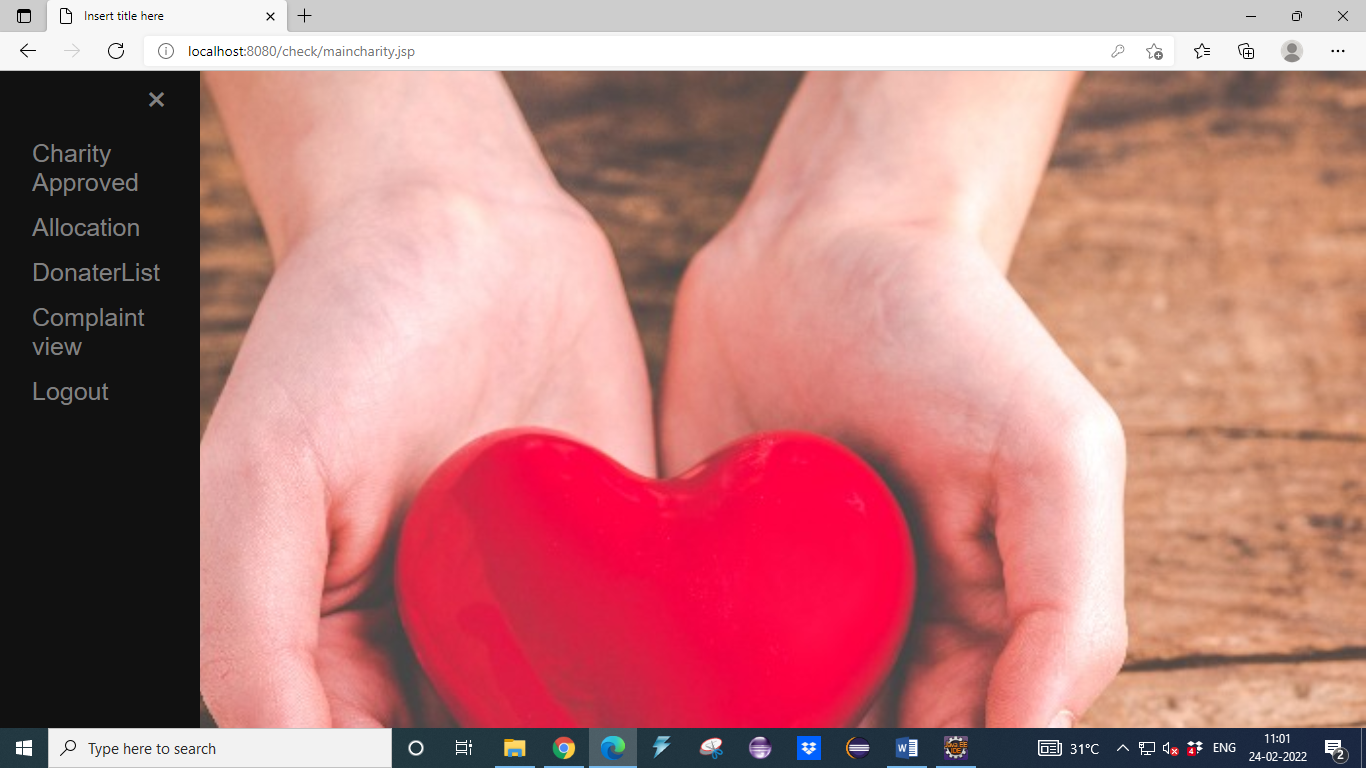 Insert title here
localhost:8080/check/maincharity.jsp
Charity
Approved
Allocation
DonaterList
Complaint
view
Logout
Type here to search
31°C
4
ENG
11:01
24-02-2022
2